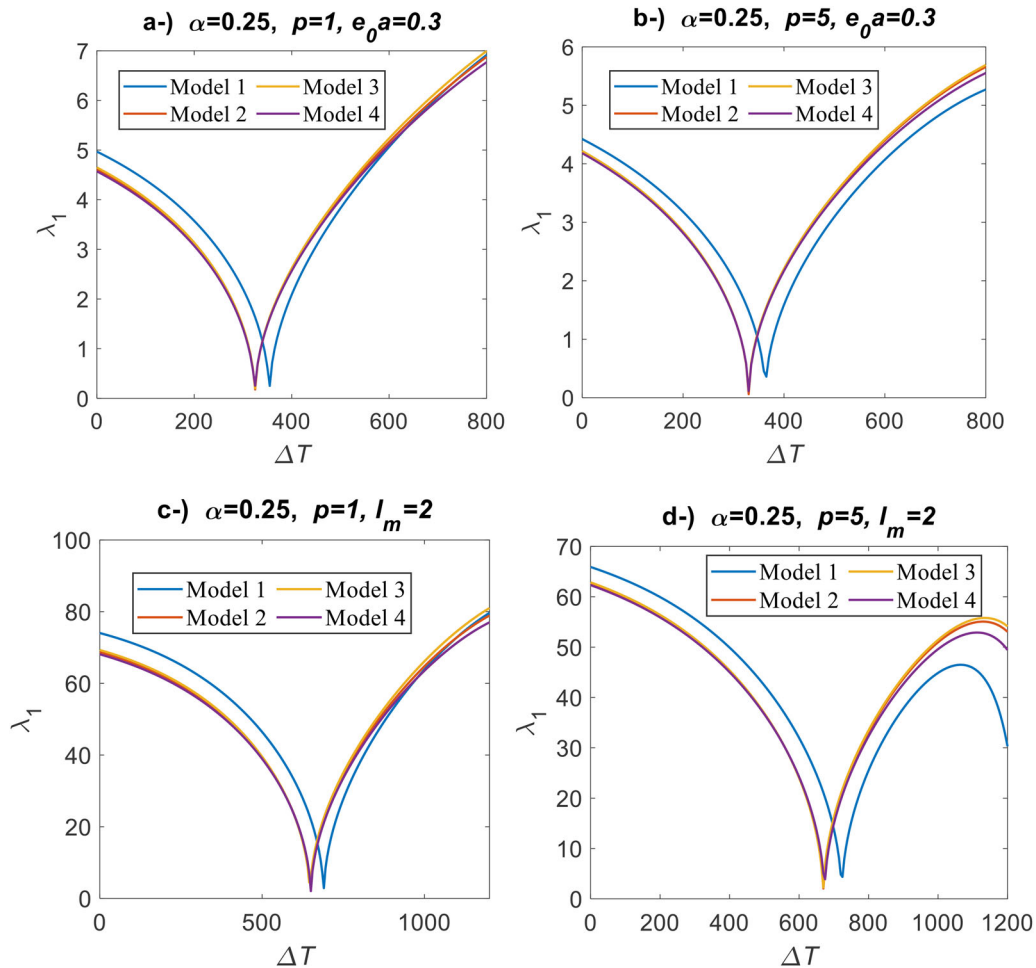 a-) α=0.25, p=1, e₀a=0.3
7
6
5
4
3
2
1
0
λ₁
Model 1 Model 3
Model 2 Model 4
0 200 400 600 800
ΔT
b-) α=0.25, p=5, e₀a=0.3
6
5
4
3
2
1
0
λ₁
Model 1 Model 3
Model 2 Model 4
0 200 400 600 800
ΔT
c-) α=0.25, p=1, l_m=2
100
80
60
40
20
0
λ₁
Model 1 Model 3
Model 2 Model 4
0 500 1000
ΔT
d-) α=0.25, p=5, l_m=2
70
60
50
40
30
20
10
0
λ₁
Model 1 Model 3
Model 2 Model 4
0 200 400 600 800 1000 1200
ΔT